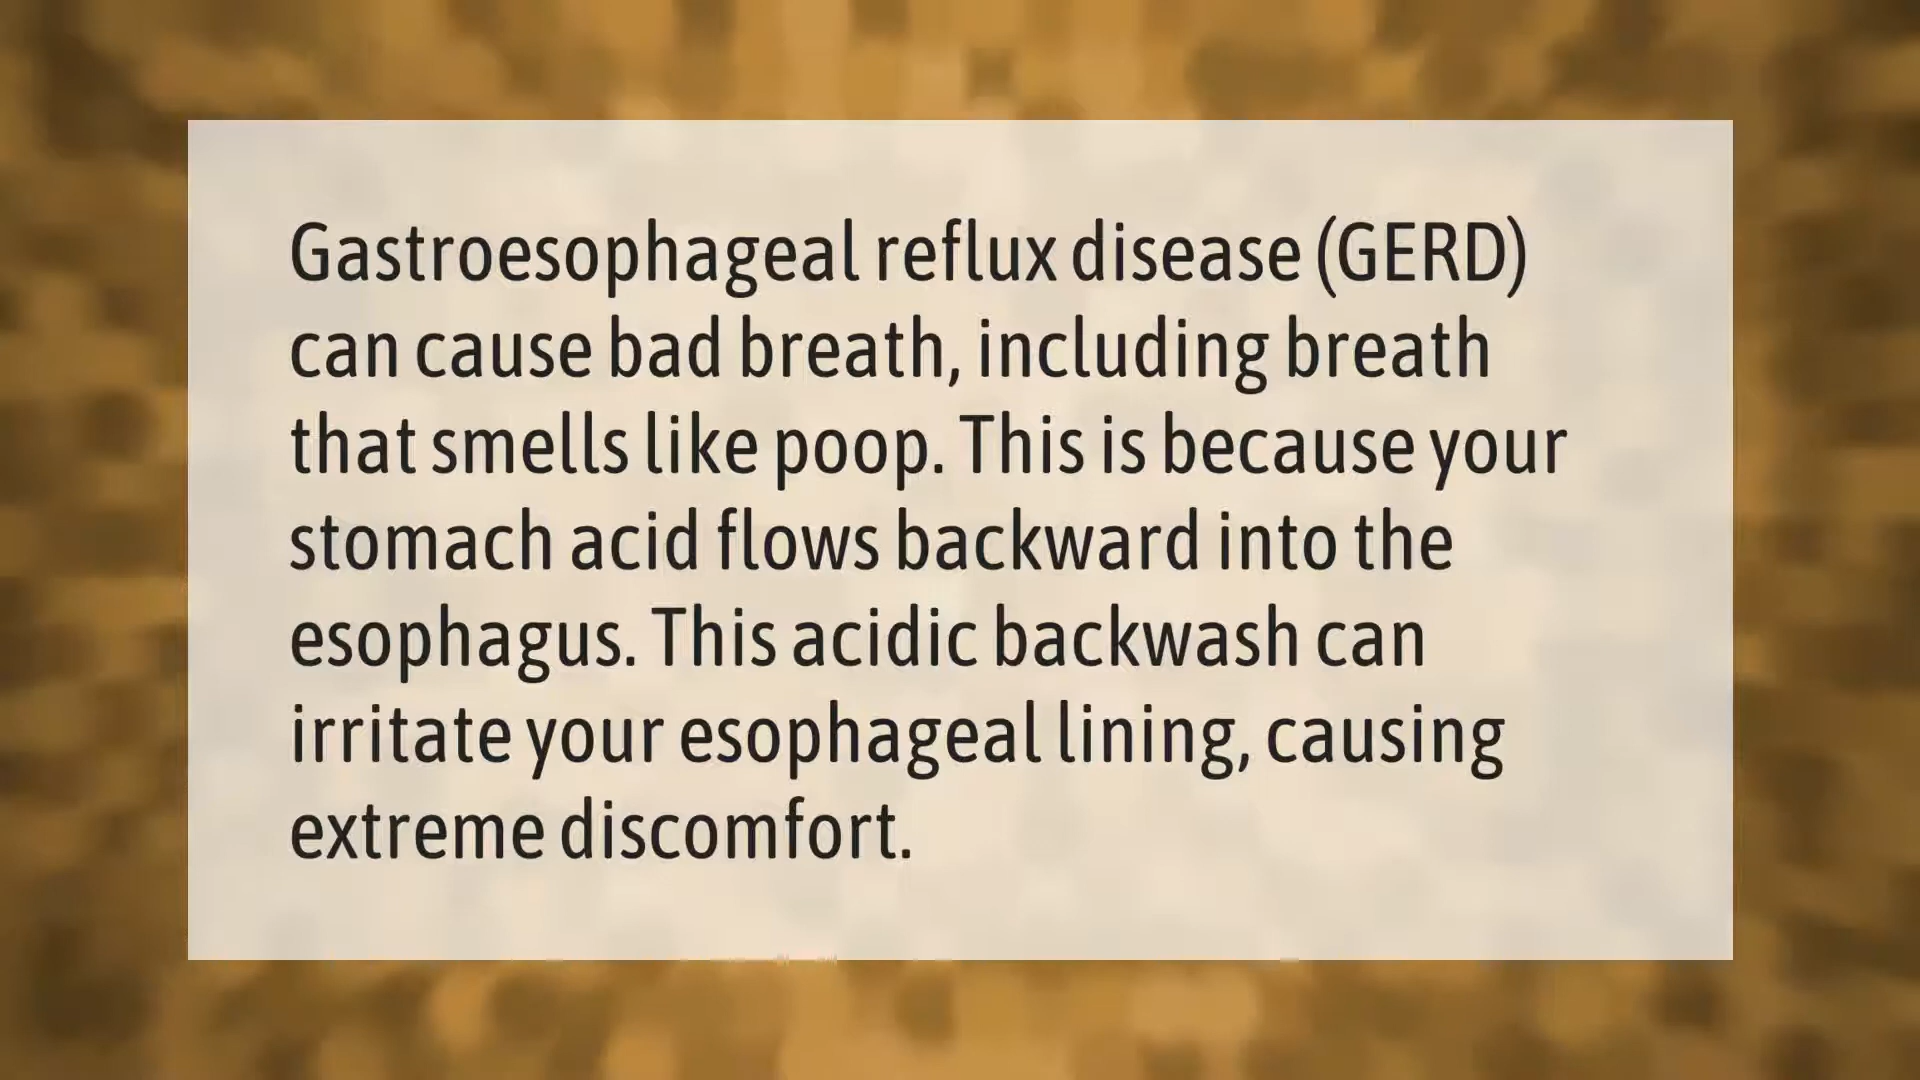 Gastroesophageal reflux disease (GERD)
can cause bad breath, including breath
that smells like poop. This is because your
stomach acid flows backward into the
esophagus. This acidic backwash can
irritate your esophageal lining, causing
extreme discomfort.